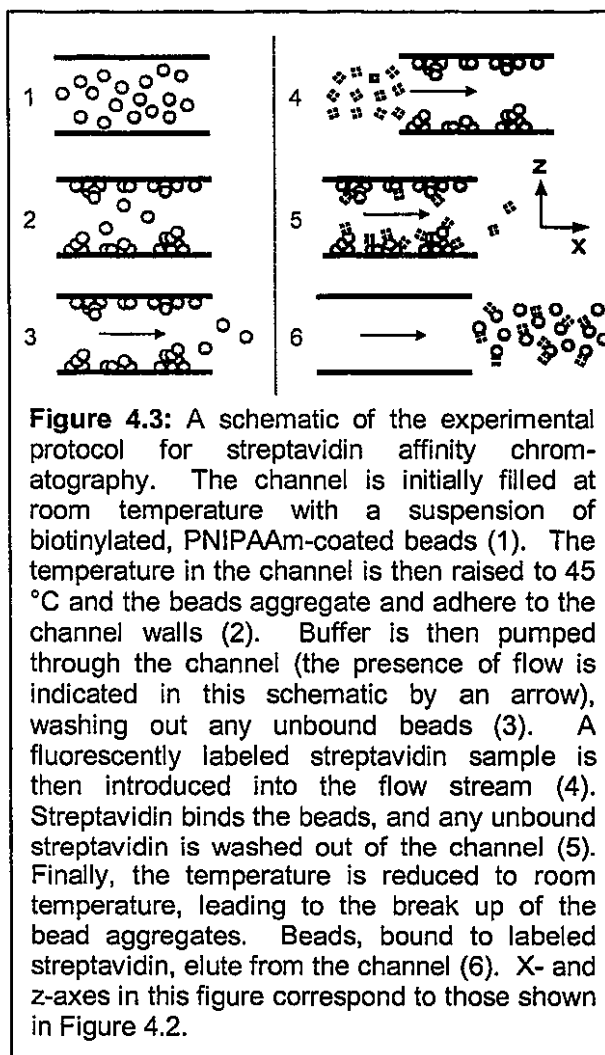 1
2
3
4
5
6
Z
X
Figure 4.3: A schematic of the experimental
protocol for streptavidin affinity chrom-
atography. The channel is initially filled at
room temperature with a suspension of
biotinylated, PNIPAAm-coated beads (1). The
temperature in the channel is then raised to 45
°C and the beads aggregate and adhere to the
channel walls (2). Buffer is then pumped
through the channel (the presence of flow is
indicated in this schematic by an arrow),
washing out any unbound beads (3). A
fluorescently labeled streptavidin sample is
then introduced into the flow stream (4).
Streptavidin binds the beads, and any unbound
streptavidin is washed out of the channel (5).
Finally, the temperature is reduced to room
temperature, leading to the break up of the
bead aggregates. Beads, bound to labeled
streptavidin, elute from the channel (6). X- and
z-axes in this figure correspond to those shown
in Figure 4.2.